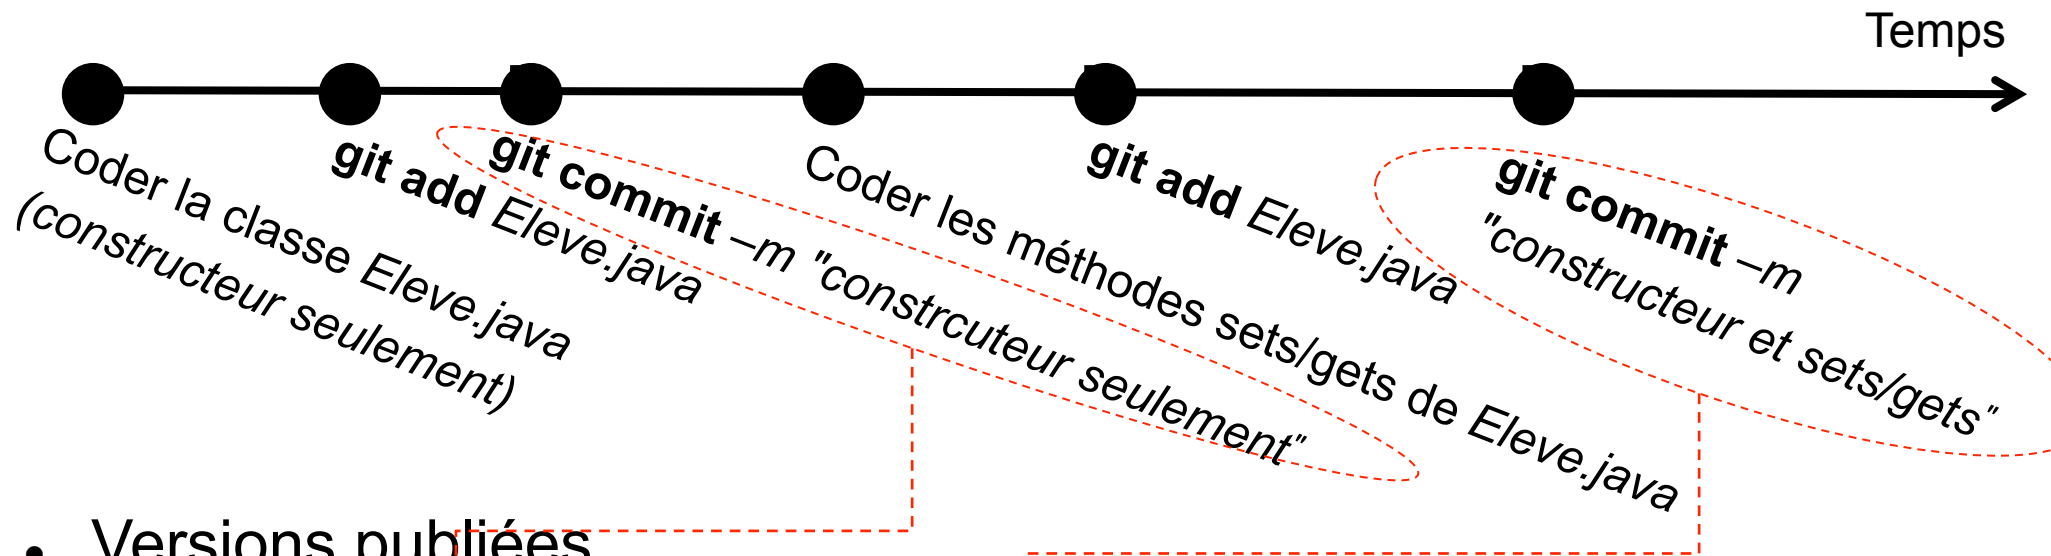 Temps
Coder la classe Eleve.java
(constructeur seulement)
git add Eleve.java
git commit –m "constrcuteur seulement"
Coder les méthodes sets/gets de Eleve.java
git add Eleve.java
git commit –m
"constructeur et sets/gets"
• Versions publiées